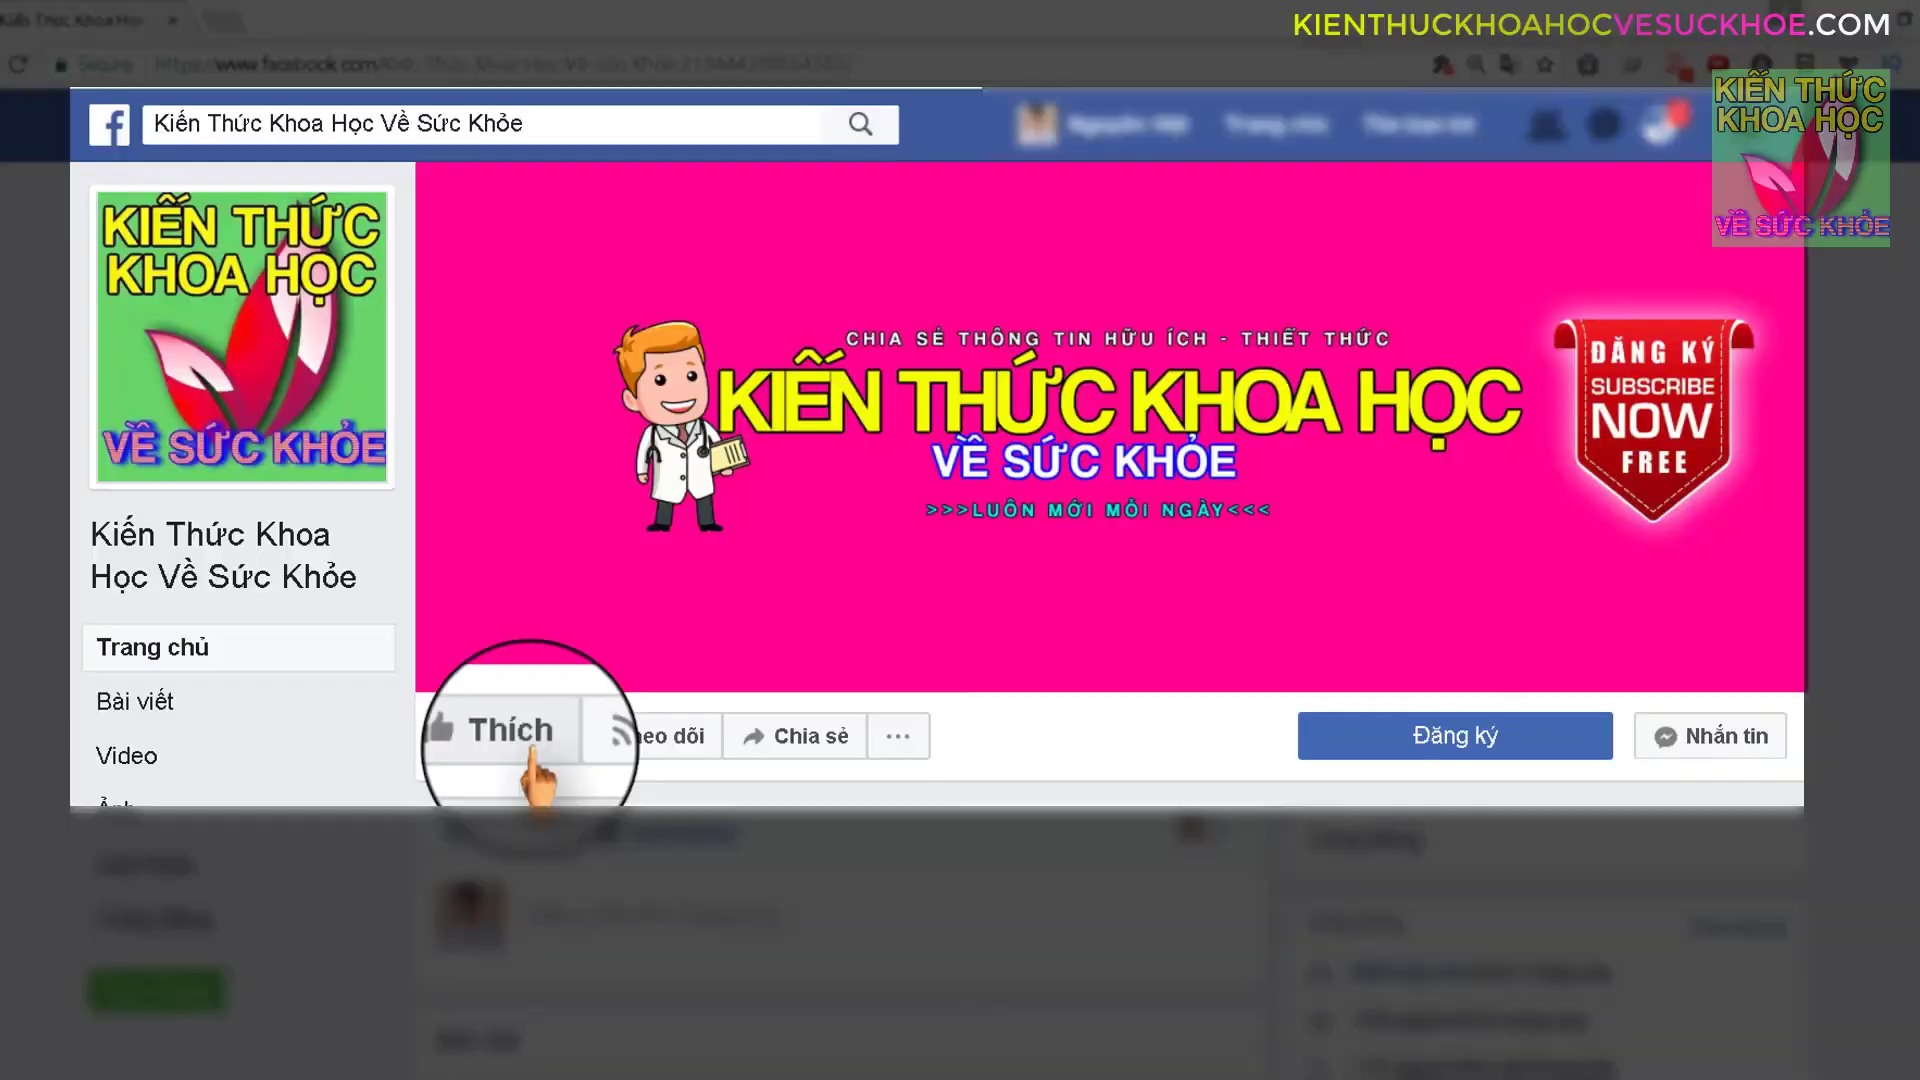 KIENTHUCKHOAHOCVESUCKHOE.COM
www.facebook.com
Kiến Thức Khoa Học Về Sức Khỏe
KIẾN THỨC
KHOA HỌC
VỀ SỨC KHỎE
KIẾN THỨC
KHOA HỌC
VỀ SỨC KHỎE
CHIA SẺ THÔNG TIN HỮU ÍCH - THIẾT THỰC
KIẾN THỨC KHOA HỌC
VỀ SỨC KHỎE
>>>LUÔN MỚI MỖI NGÀY<<<
ĐĂNG KÝ
SUBSCRIBE
NOW
FREE
Kiến Thức Khoa
Học Về Sức Khỏe
Trang chủ
Bài viết
Video
Thích
eo dõi
Chia sẻ
...
Đăng ký
Nhắn tin